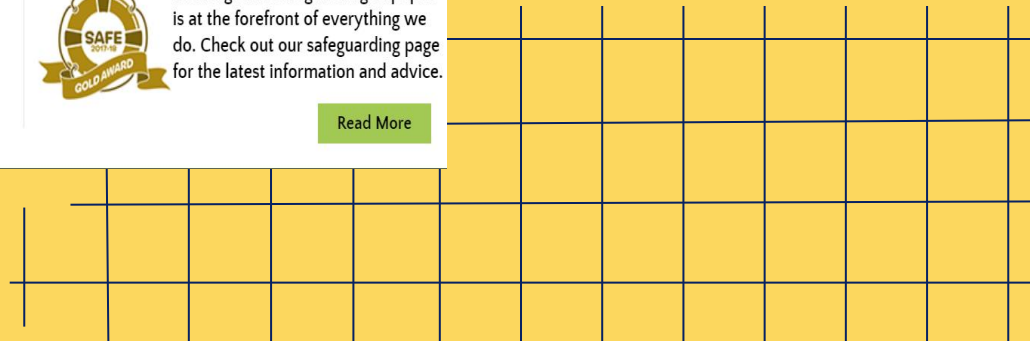 is at the forefront of everything we
do. Check out our safeguarding page
for the latest information and advice.
SAFE
2017-18
GOLD AWARD
Read More